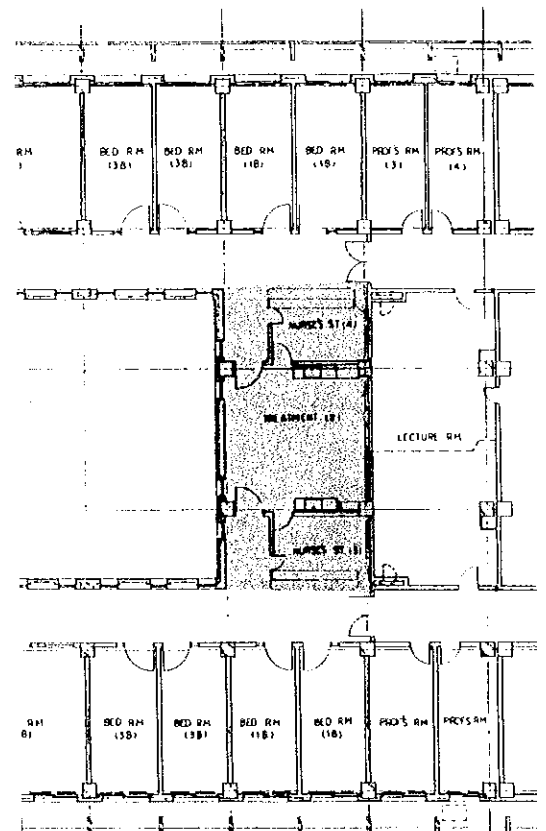 RM
BED RM
(3B)
BED RM
(3B)
BED RM
(1B)
BED RM
(1B)
PROF'S RM
(3)
PROF'S RM
(4)
NURSE'S ST (4)
TREATMENT (2)
LECTURE RM
NURSE'S ST
RM
BED RM
(3B)
BED RM
(3B)
BED RM
(1B)
BED RM
(1B)
PROF'S RM
PROF'S RM